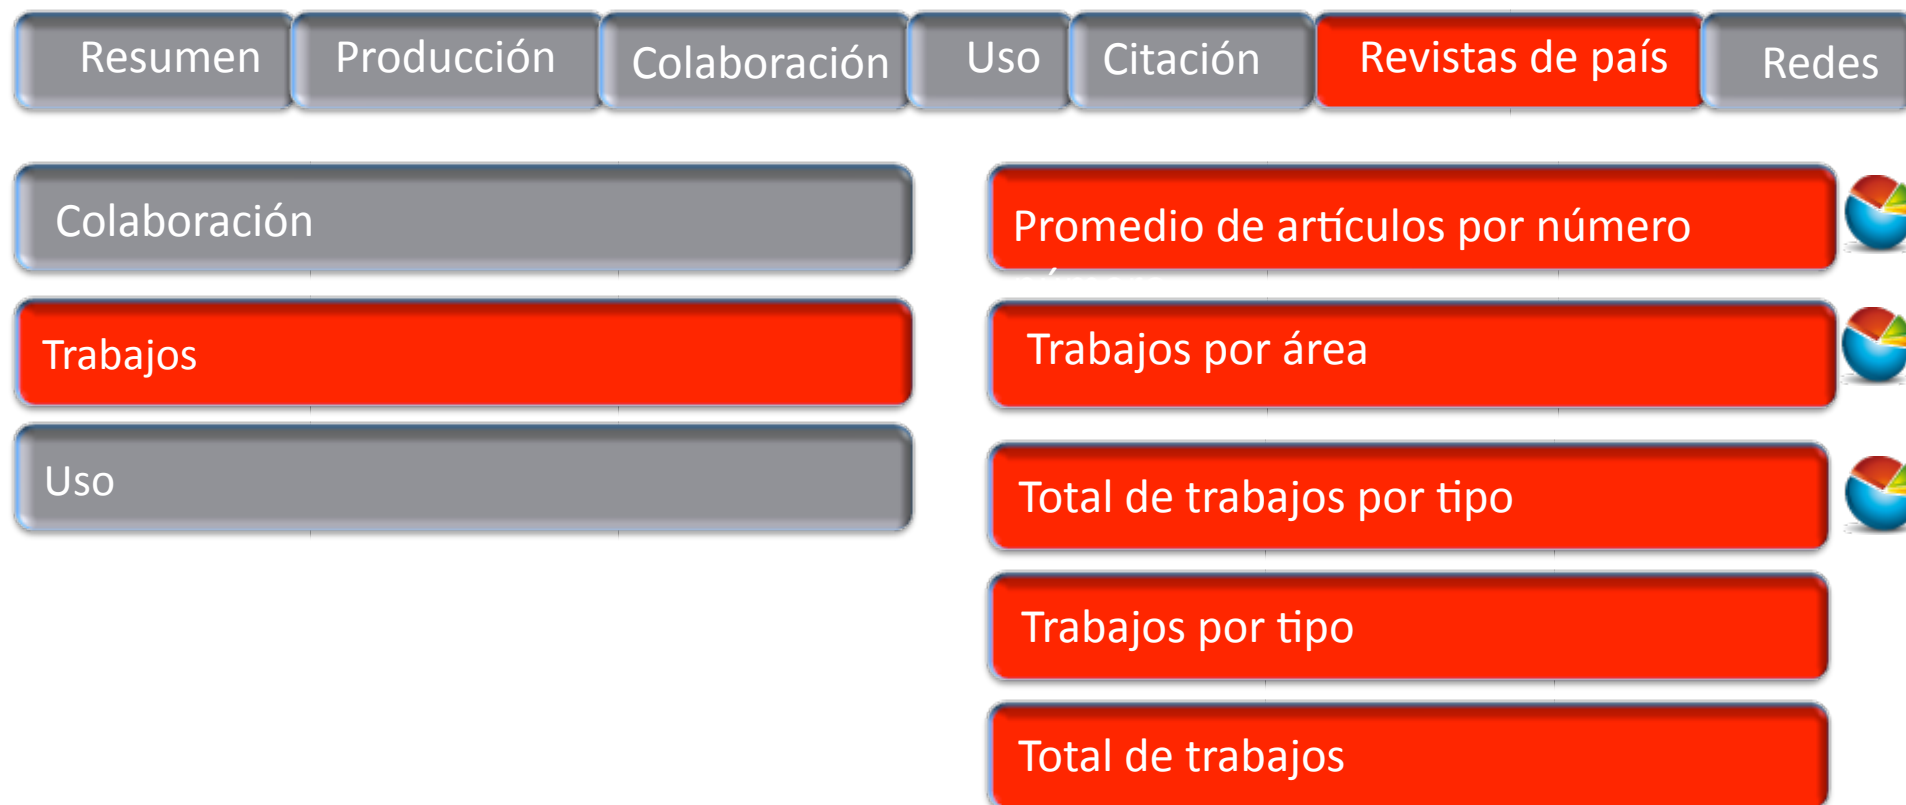 Resumen Producción Colaboración Uso Citación Revistas de país Redes
Colaboración
Trabajos
Uso
Promedio de artículos por número
Trabajos por área
Total de trabajos por tipo
Trabajos por tipo
Total de trabajos